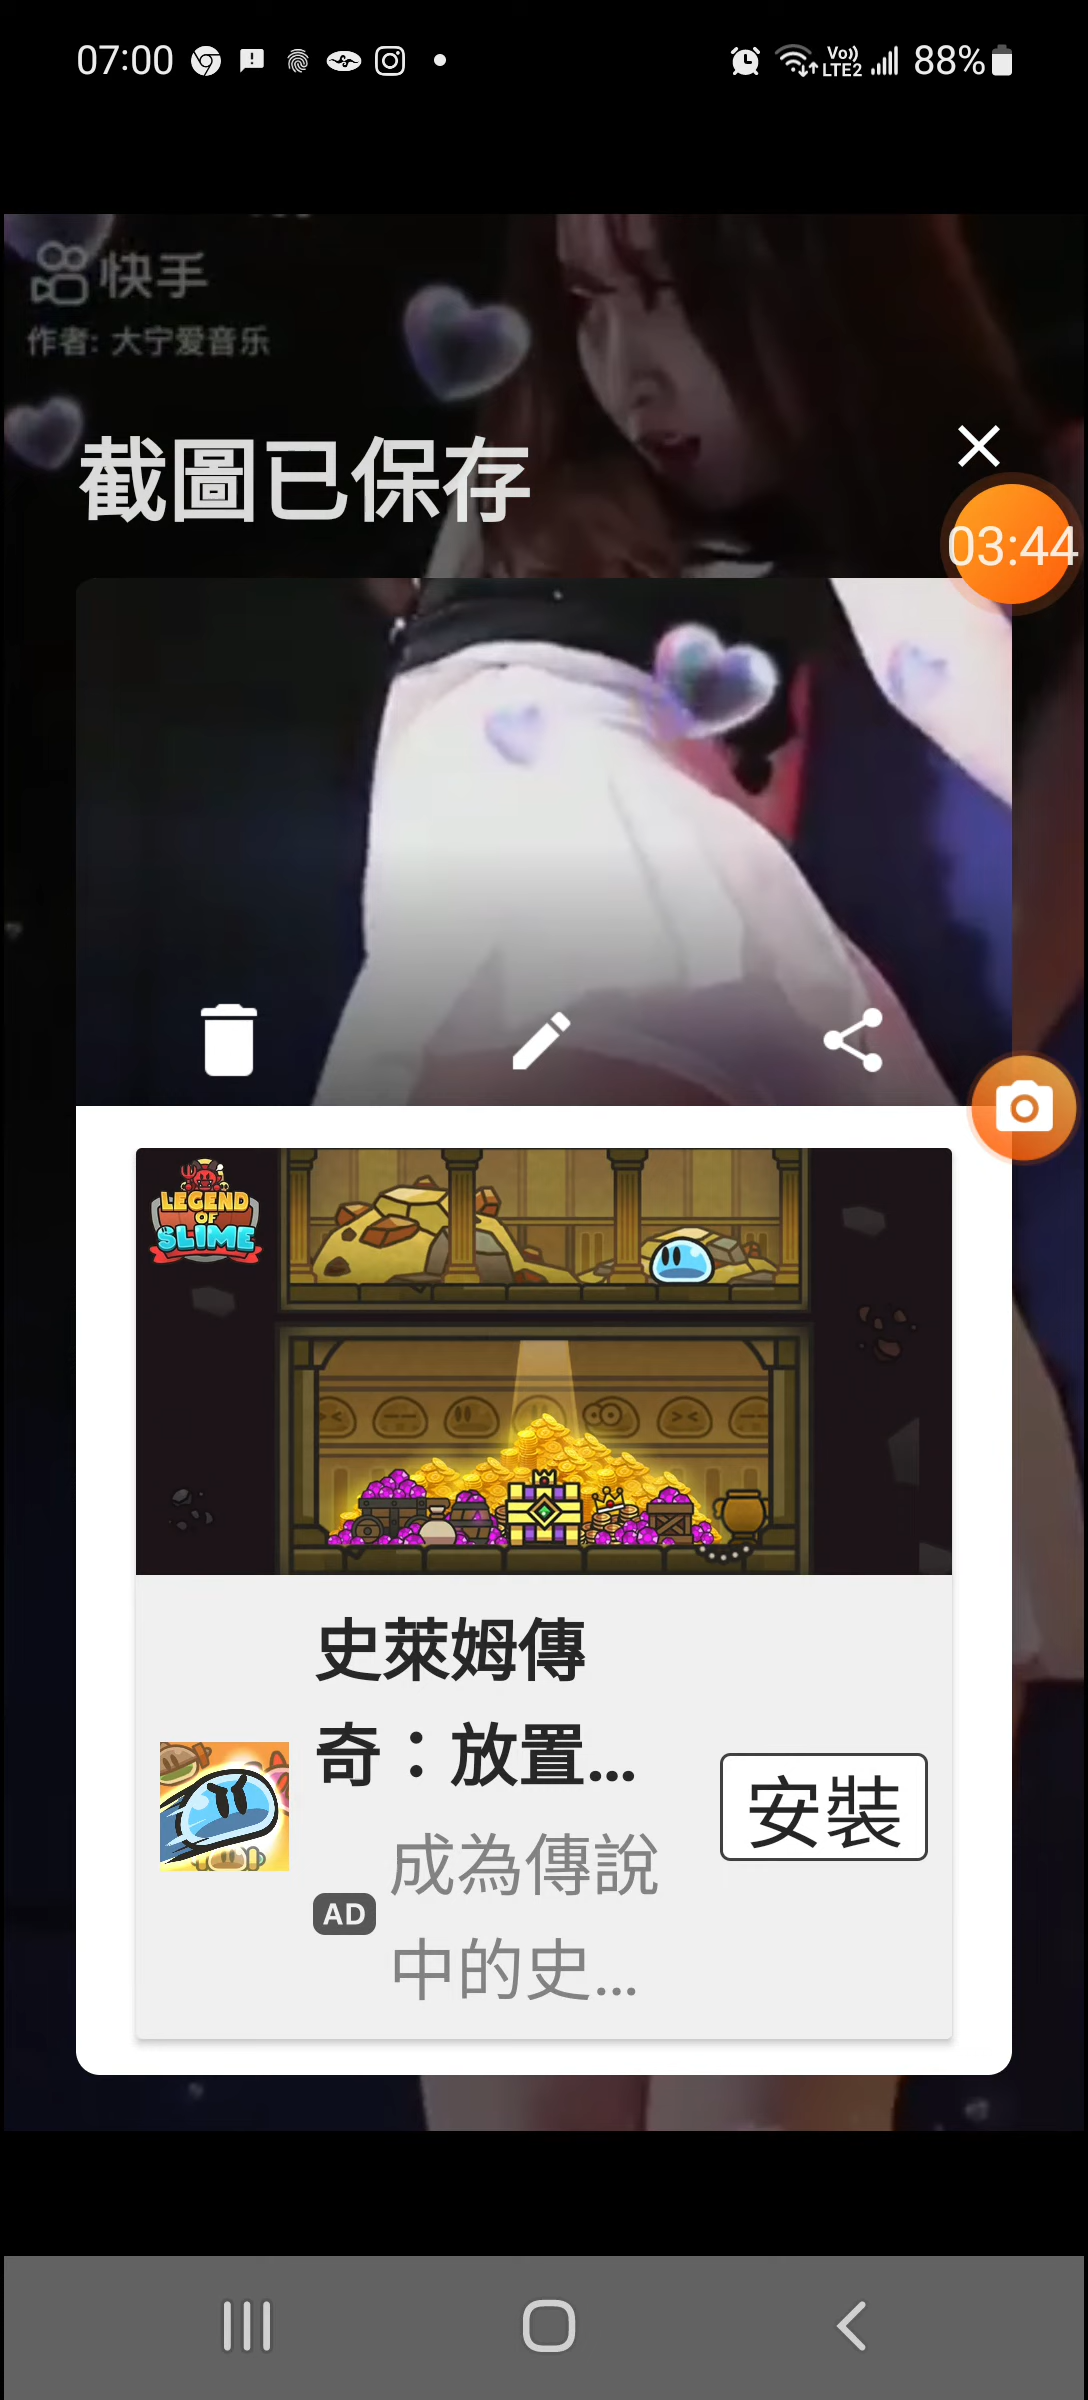 07:00
Vo))
LTE2
88%
快手
作者: 大宁爱音乐
截圖已保存
03:44
LEGEND
OF
SLIME
史萊姆傳
奇：放置...
安裝
AD
成為傳說
中的史...